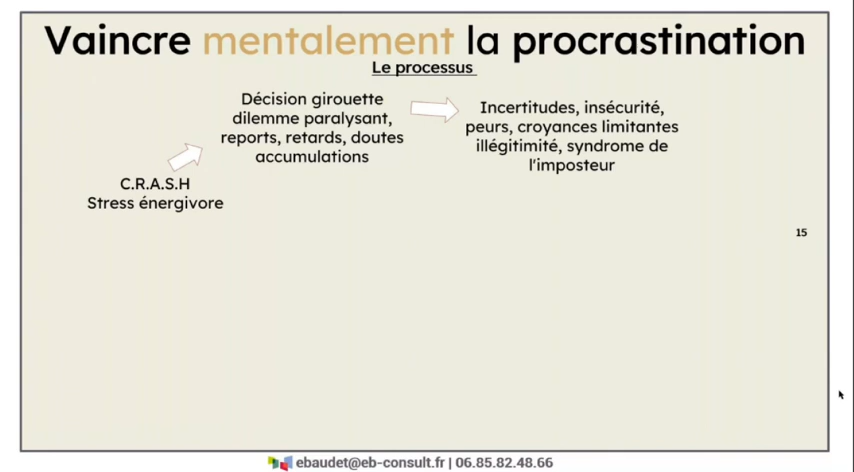 Vaincre mentalement la procrastination
Le processus
Décision girouette
dilemme paralysant,
reports, retards, doutes
accumulations
Incertitudes, insécurité,
peurs, croyances limitantes
illégitimité, syndrome de
l'imposteur
C.R.A.S.H
Stress énergivore
15
ebaudet@eb-consult.fr | 06.85.82.48.66